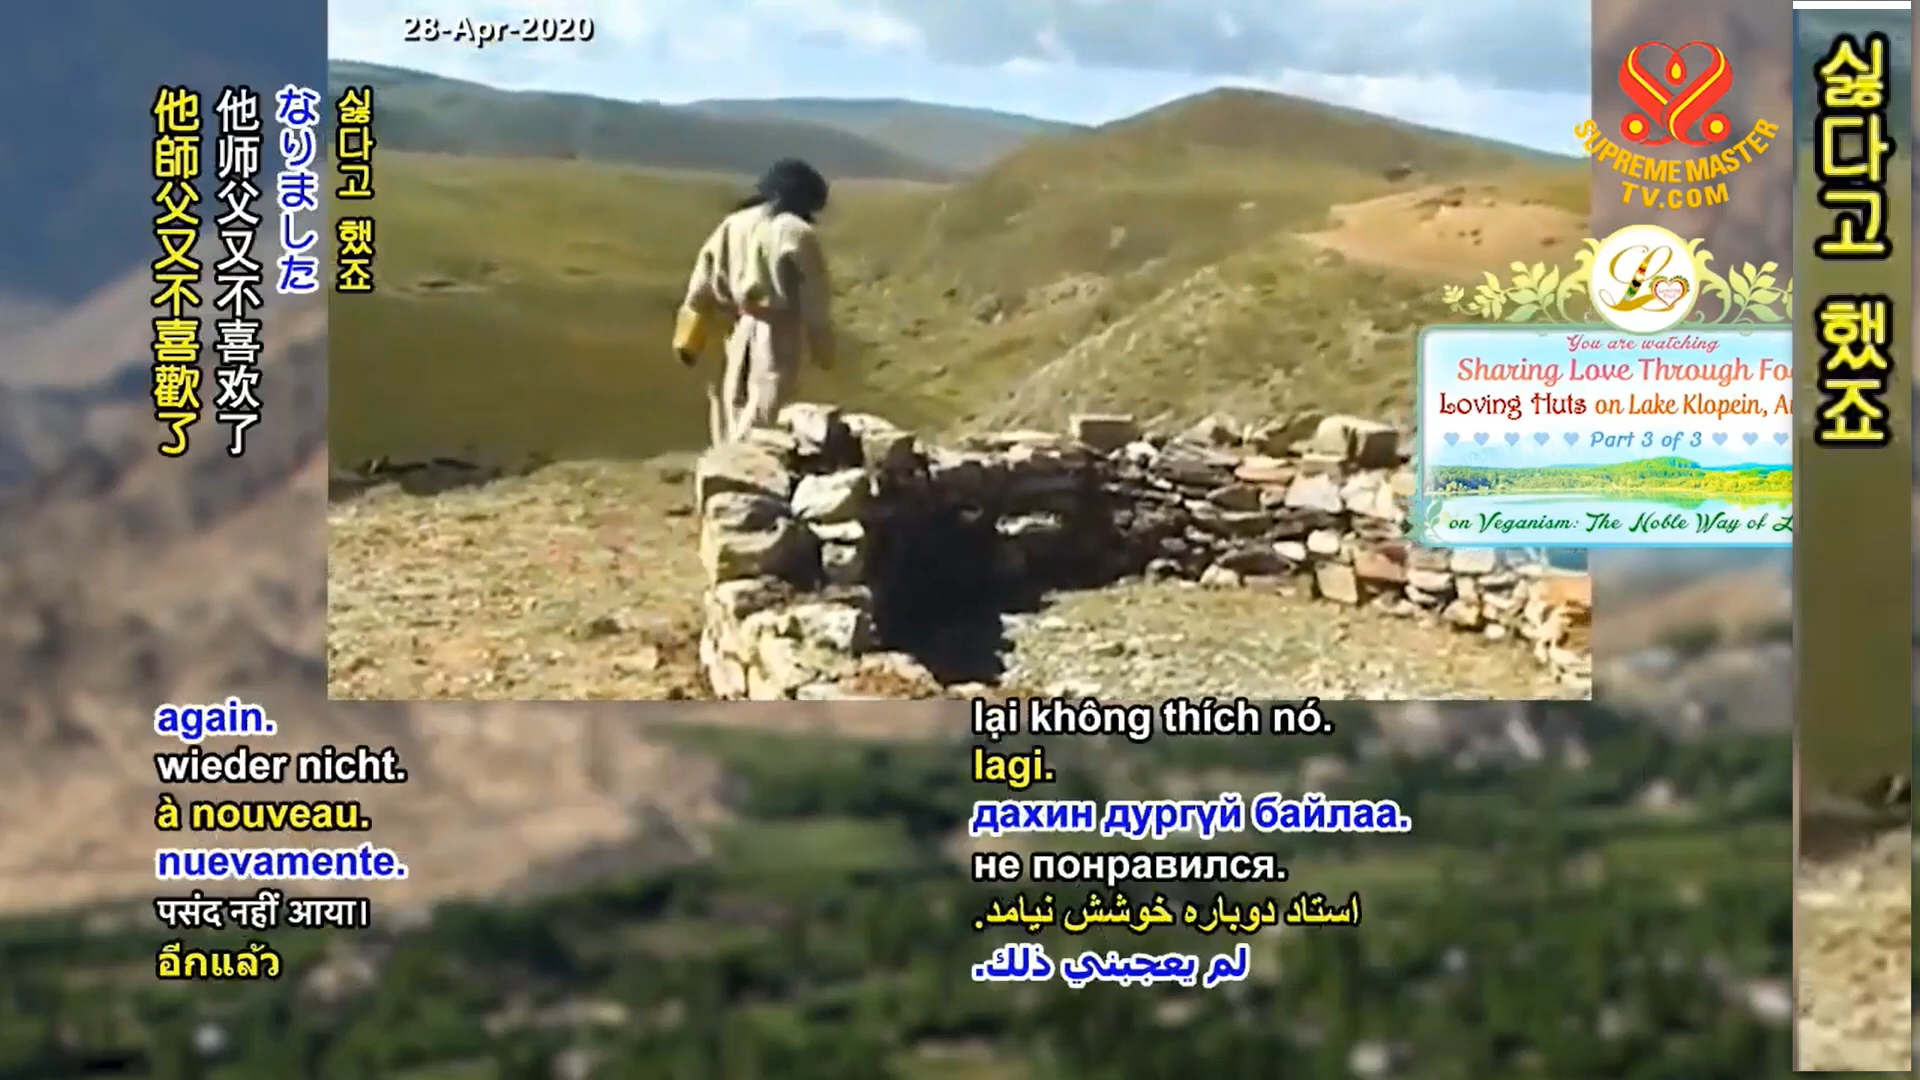 28-Apr-2020
싫다고 했죠
なりました
他师父又不喜欢了
他師父又不喜歡了
SUPREME MASTER
TV.COM
You are watching
Sharing Love Through
Loving Huts on Lake Klopein,
Part 3 of 3
on Veganism: The Noble Way of
싫다고 했죠
again.
wieder nicht.
à nouveau.
nuevamente.
पसंद नहीं आया।
อีกแล้ว
lại không thích nó.
lagi.
дахин дургүй байлаа.
не понравился.
استاد دوباره خوشش نیامد.
لم يعجبني ذلك.